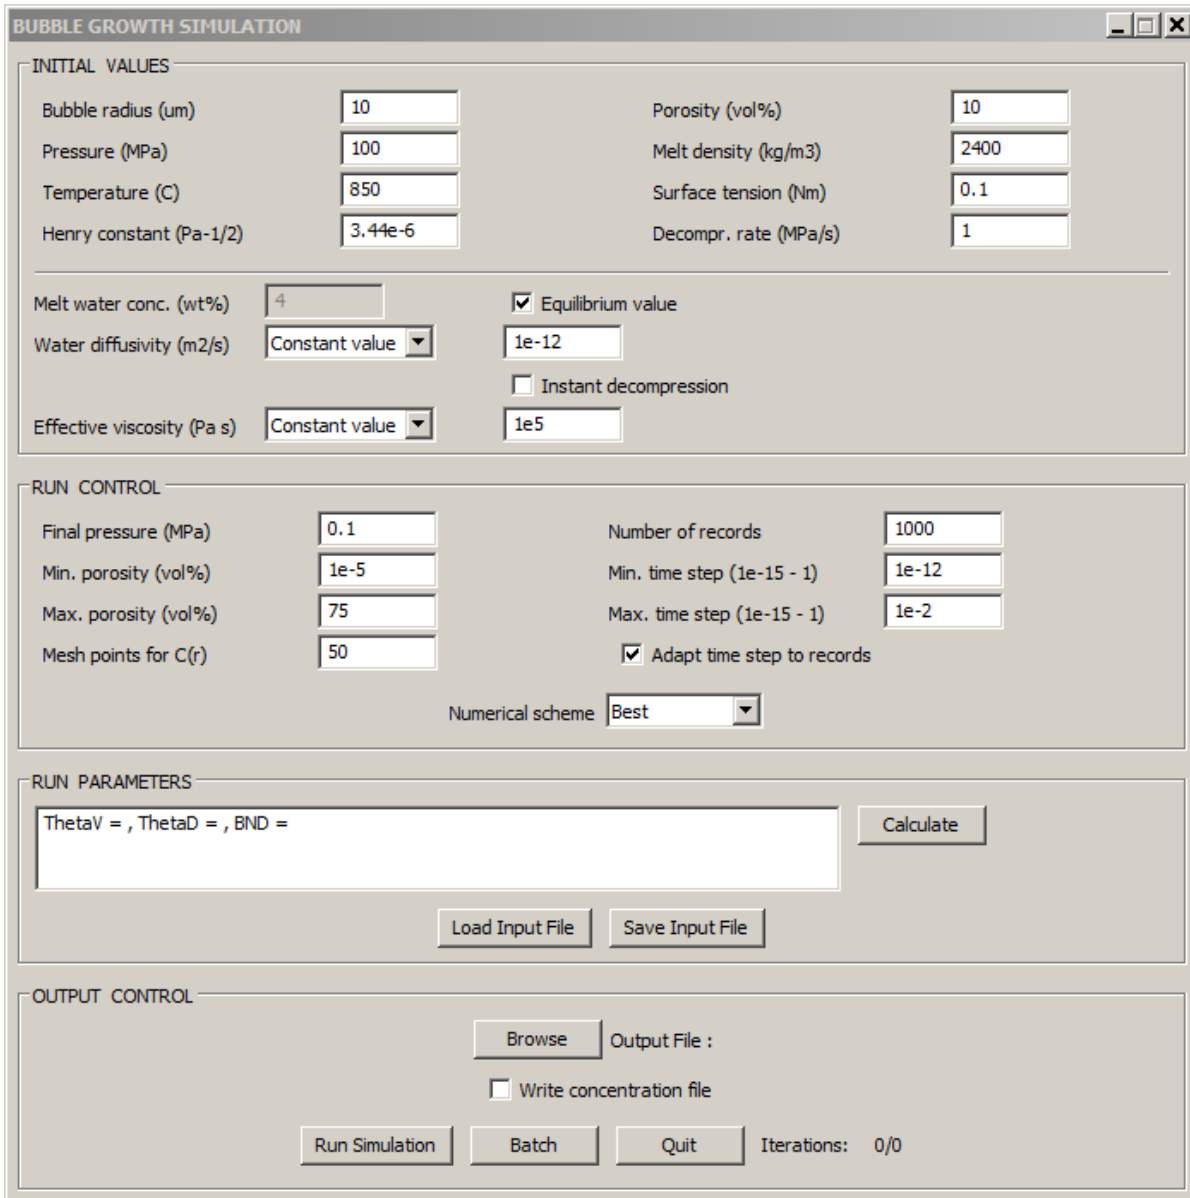 BUBBLE GROWTH SIMULATION
INITIAL VALUES
Bubble radius (um) 10 Porosity (vol%) 10
Pressure (MPa) 100 Melt density (kg/m3) 2400
Temperature (C) 850 Surface tension (Nm) 0.1
Henry constant (Pa-1/2) 3.44e-6 Decompr. rate (MPa/s) 1
Melt water conc. (wt%) 4 Equilibrium value
Water diffusivity (m2/s) Constant value 1e-12
Instant decompression
Effective viscosity (Pa s) Constant value 1e5
RUN CONTROL
Final pressure (MPa) 0.1 Number of records 1000
Min. porosity (vol%) 1e-5 Min. time step (1e-15 - 1) 1e-12
Max. porosity (vol%) 75 Max. time step (1e-15 - 1) 1e-2
Mesh points for C(r) 50 Adapt time step to records
Numerical scheme Best
RUN PARAMETERS
ThetaV = , ThetaD = , BND = Calculate
Load Input File Save Input File
OUTPUT CONTROL
Browse Output File :
Write concentration file
Run Simulation Batch Quit Iterations: 0/0